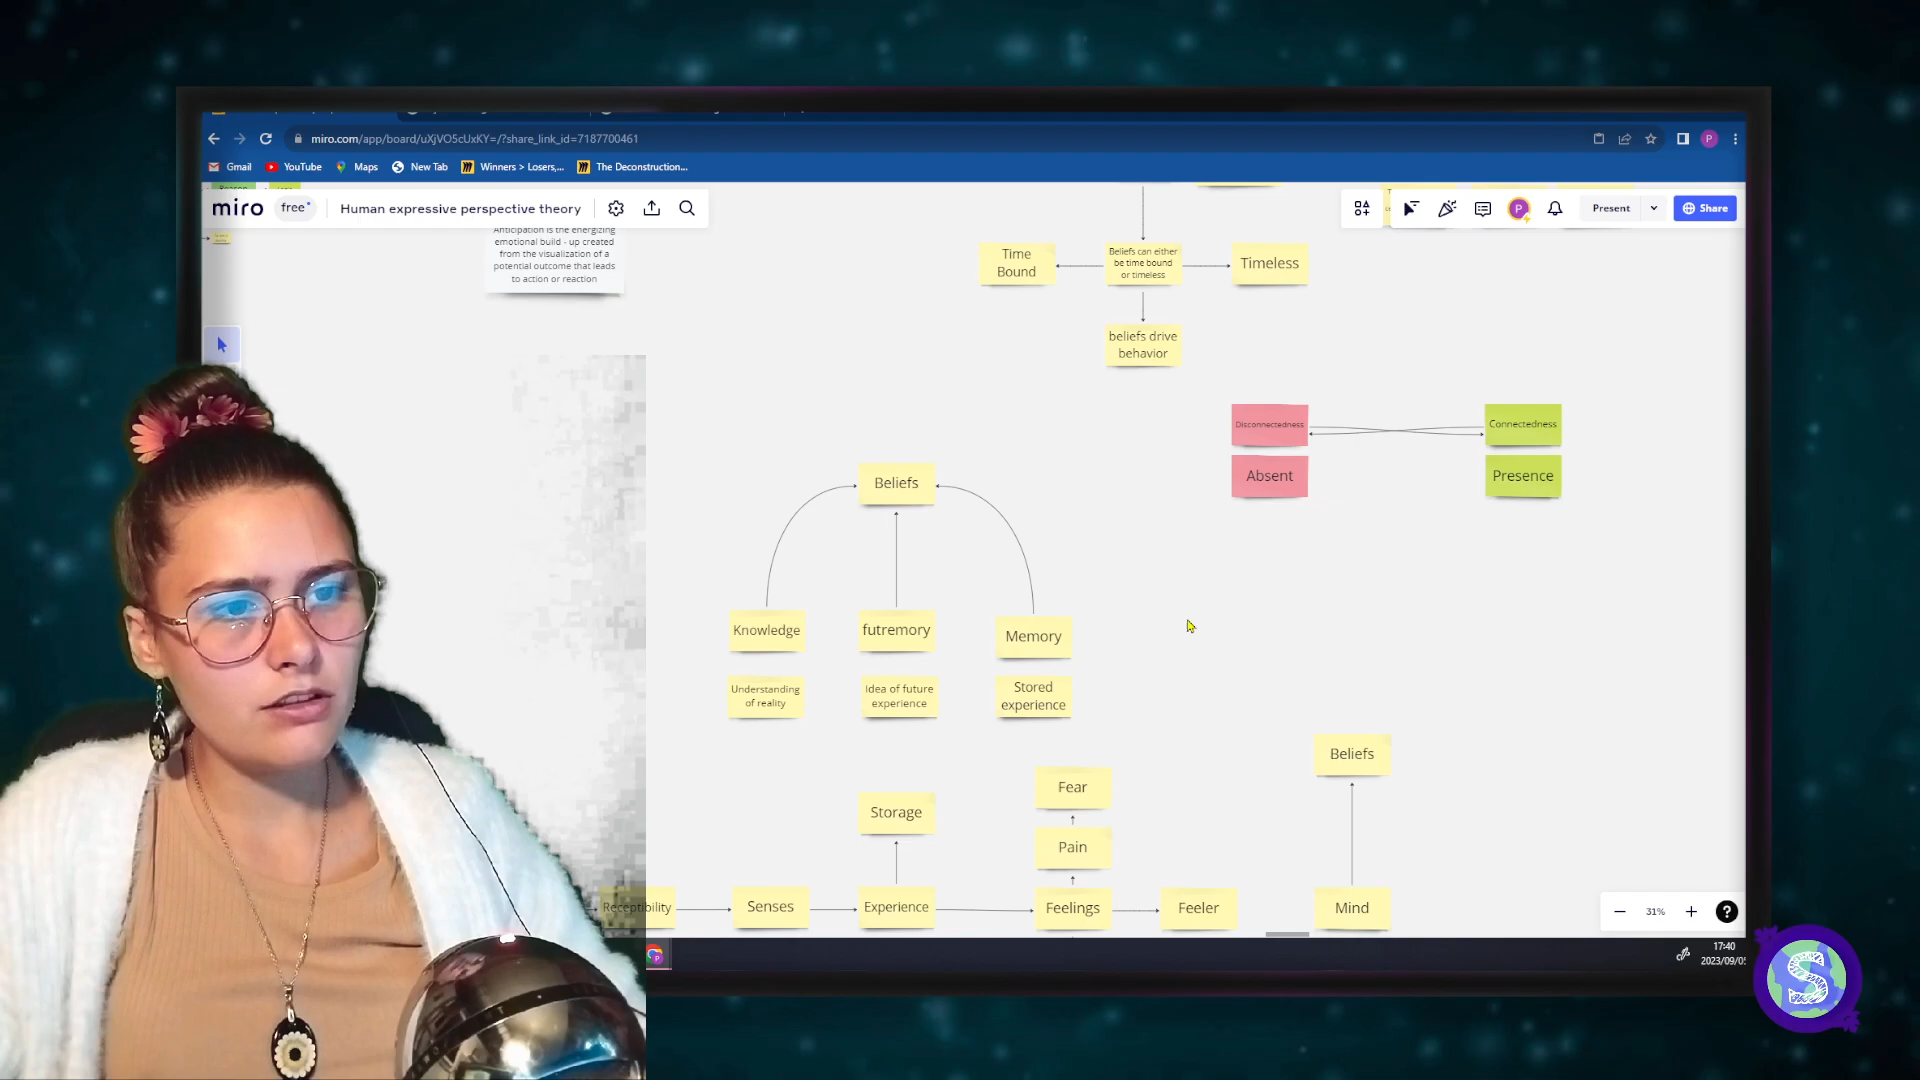 miro.com/app/board/uXjVO5cUxKY=/?share_link_id=7187700461
Gmail
YouTube
Maps
New Tab
Winners > Losers,...
The Deconstruction...
miro
free
Human expressive perspective theory
Present
P
Share
Anticipation is the energizing
emotional build - up created
from the visualization of a
potential outcome that leads
to action or reaction
Time
Bound
Beliefs can either
be time bound
or timeless
Timeless
beliefs drive
behavior
Disconnectedness
Connectedness
Absent
Presence
Beliefs
Knowledge
futremory
Memory
Understanding
of reality
Idea of future
experience
Stored
experience
Beliefs
Fear
Storage
Pain
Receptibility
Senses
Experience
Feelings
Feeler
Mind
31%
17:40
2023/09/05
S